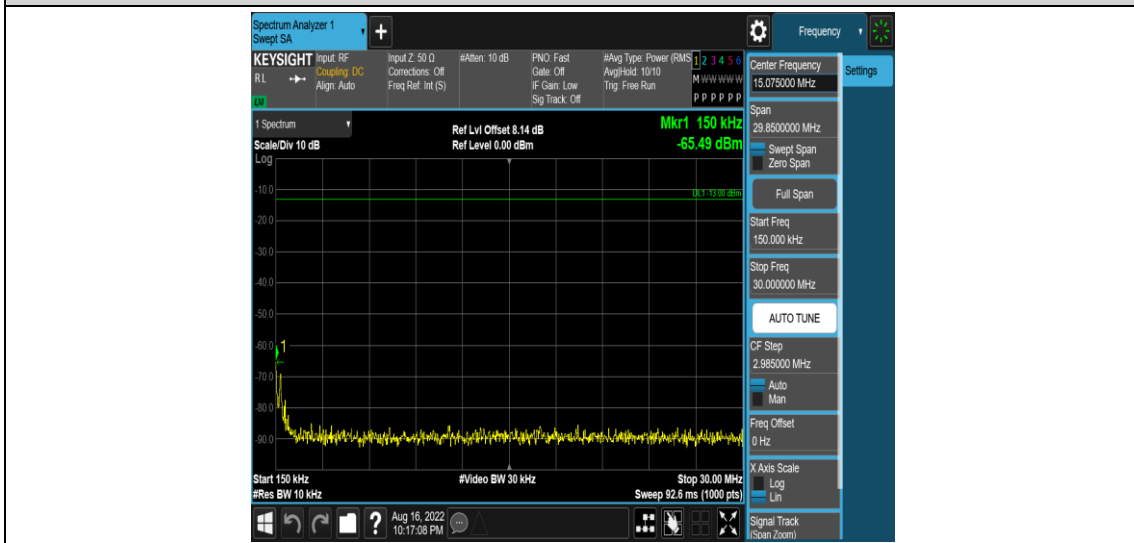 Spectrum Analyzer 1
Swept SA
+
Frequency
KEYSIGHT
RL
LXI
Input: RF
Coupling: DC
Align: Auto
Input Z: 50 Ω
Corrections: Off
Freq Ref: Int (S)
#Atten: 10 dB
PNO: Fast
Gate: Off
IF Gain: Low
Sig Track: Off
#Avg Type: Power (RMS
Avg|Hold: 10/10
Trig: Free Run
1 2 3 4 5 6
M W W W W W
P P P P P P
1 Spectrum
Scale/Div 10 dB
Ref Lvl Offset 8.14 dB
Ref Level 0.00 dBm
Mkr1 150 kHz
-65.49 dBm
Log
DL1 -13.00 dBm
-10.0
-20.0
-30.0
-40.0
-50.0
-60.0
1
-70.0
-80.0
-90.0
Start 150 kHz
#Res BW 10 kHz
#Video BW 30 kHz
Stop 30.00 MHz
Sweep 92.6 ms (1000 pts)
Center Frequency
15.075000 MHz
Settings
Span
29.8500000 MHz
Swept Span
Zero Span
Full Span
Start Freq
150.000 kHz
Stop Freq
30.000000 MHz
AUTO TUNE
CF Step
2.985000 MHz
Auto
Man
Freq Offset
0 Hz
X Axis Scale
Log
Lin
Signal Track
(Span Zoom)
?
Aug 16, 2022
10:17:08 PM